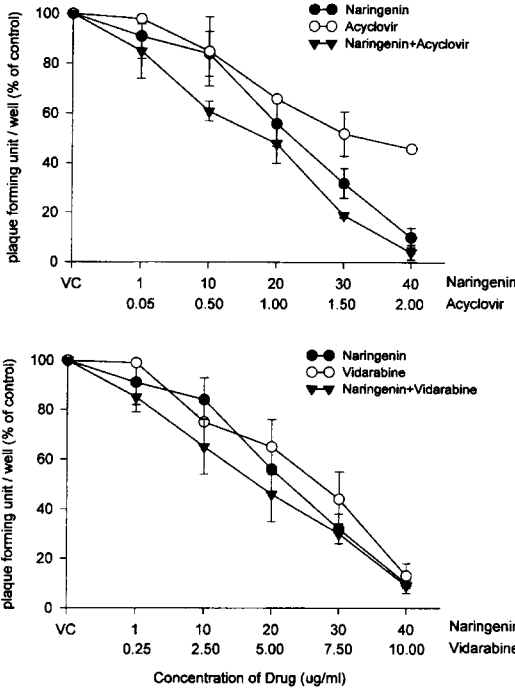 Naringenin
Acyclovir
Naringenin+Acyclovir
plaque forming unit / well (% of control)
100
80
60
40
20
0
VC 1 10 20 30 40 Naringenin
0.05 0.50 1.00 1.50 2.00 Acyclovir
Naringenin
Vidarabine
Naringenin+Vidarabine
plaque forming unit / well (% of control)
100
80
60
40
20
0
VC 1 10 20 30 40 Naringenin
0.25 2.50 5.00 7.50 10.00 Vidarabine
Concentration of Drug (ug/ml)